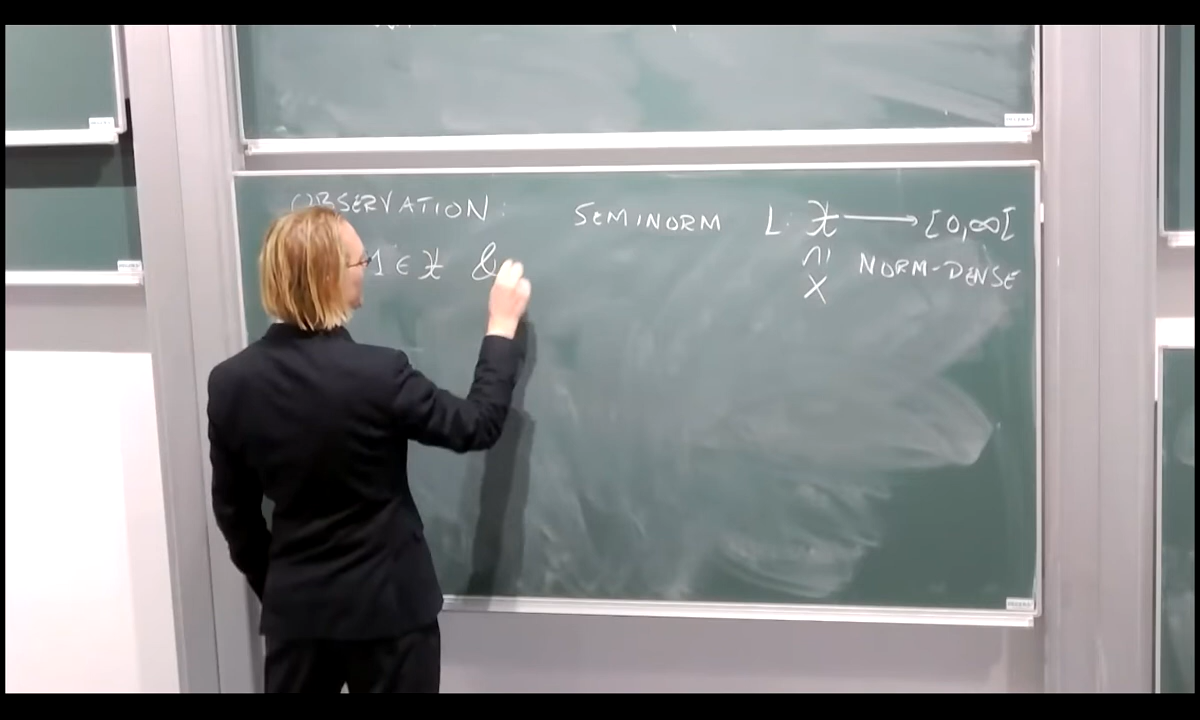 OBSERVATION: SEMINORM L: 𝒳 ⟶ [0,∞[
1 ∈ 𝒳 & ∩| NORM-DENSE
X